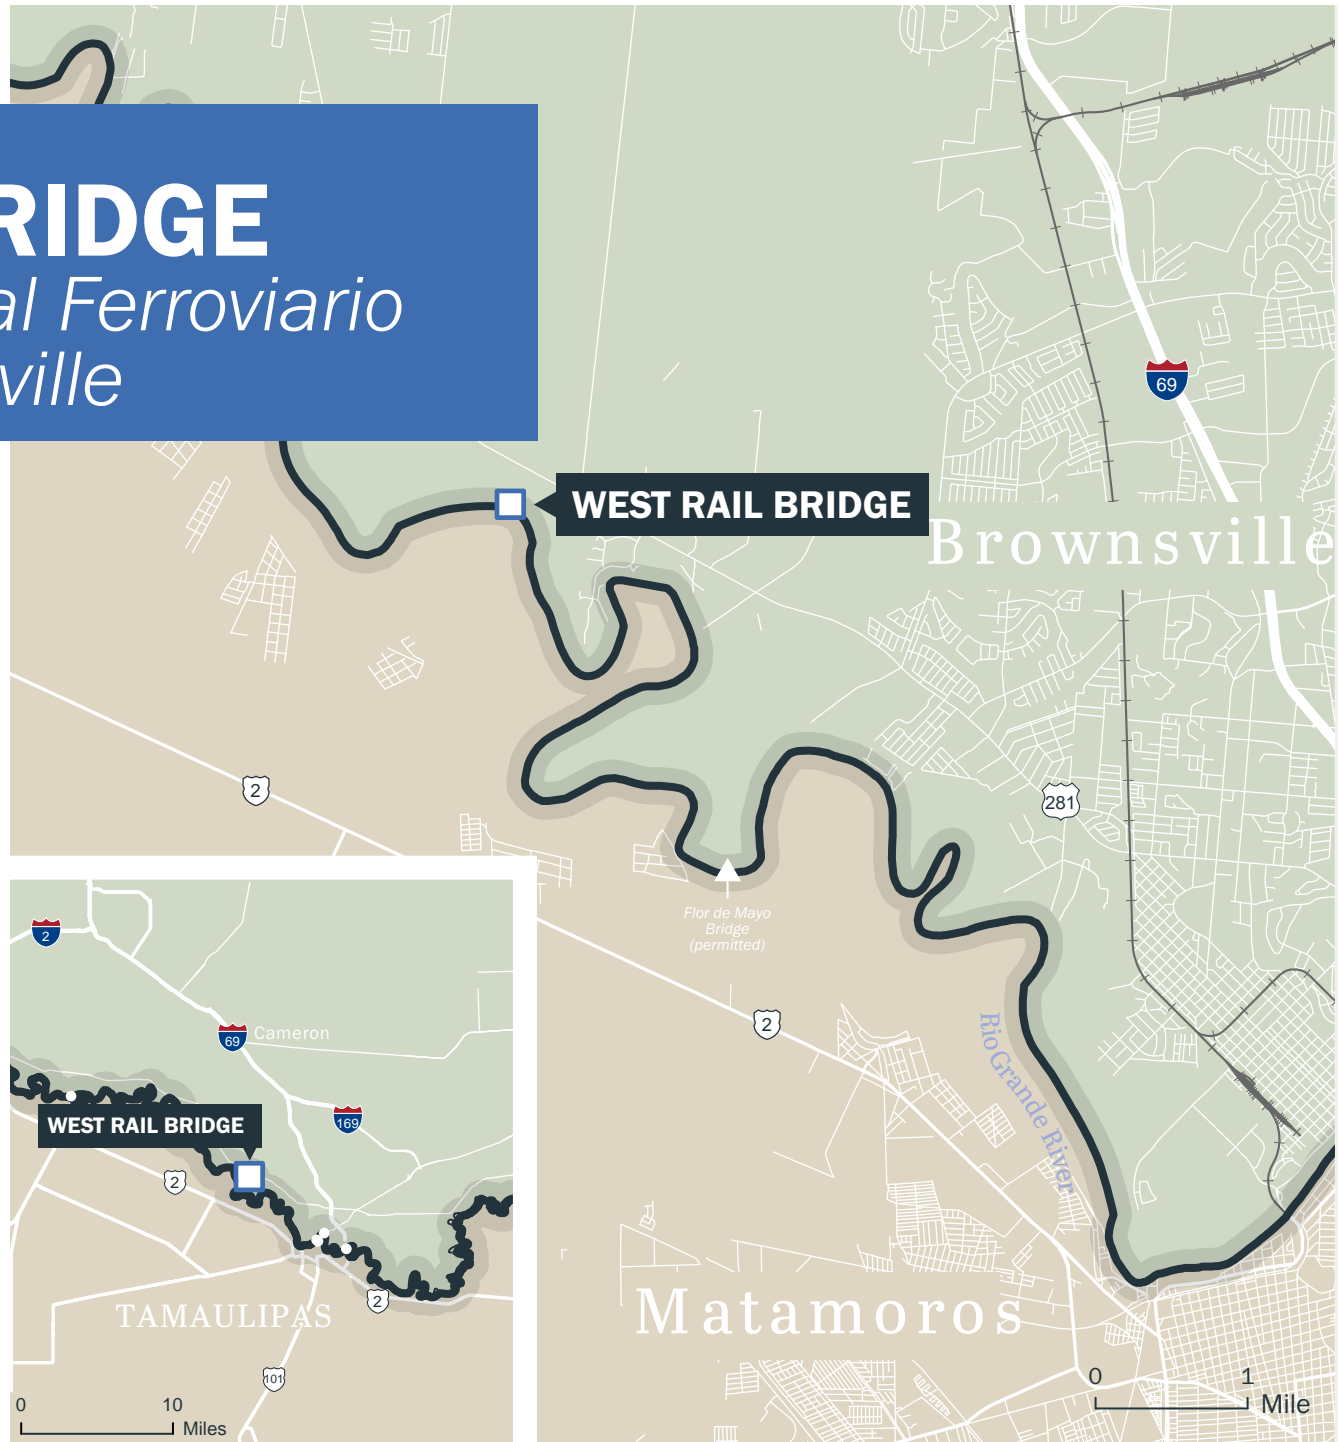 RIDGE
al Ferroviario
ville
69
WEST RAIL BRIDGE
Brownsville
2
281
Flor de Mayo
Bridge
(permitted)
2
Rio Grande River
Matamoros
0 1
Mile
2
69
Cameron
169
WEST RAIL BRIDGE
2
2
TAMAULIPAS
101
0 10
Miles